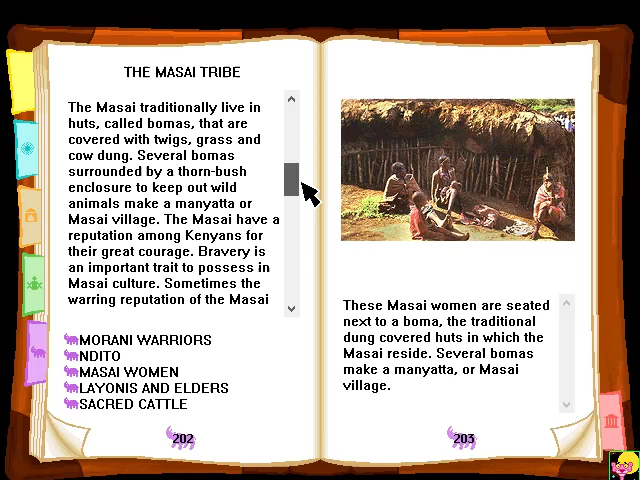 THE MASAI TRIBE
The Masai traditionally live in
huts, called bomas, that are
covered with twigs, grass and
cow dung. Several bomas
surrounded by a thorn-bush
enclosure to keep out wild
animals make a manyatta or
Masai village. The Masai have a
reputation among Kenyans for
their great courage. Bravery is
an important trait to possess in
Masai culture. Sometimes the
warring reputation of the Masai
MORANI WARRIORS
NDITO
MASAI WOMEN
LAYONIS AND ELDERS
SACRED CATTLE
202
These Masai women are seated
next to a boma, the traditional
dung covered huts in which the
Masai reside. Several bomas
make a manyatta, or Masai
village.
203